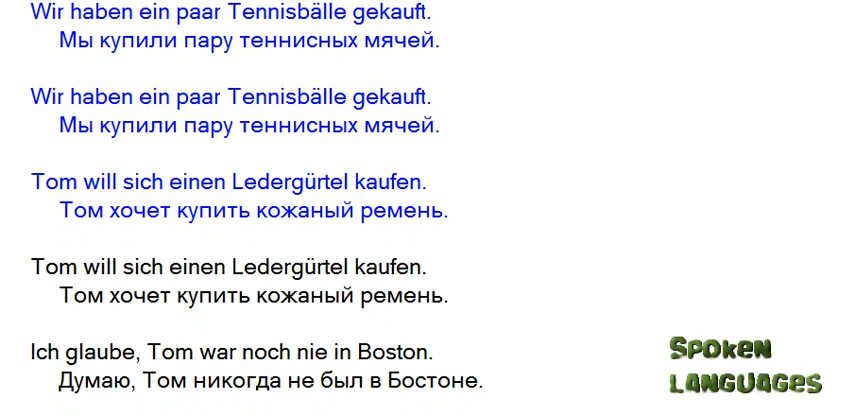 Wir haben ein paar Tennisbälle gekauft.
Мы купили пару теннисных мячей.
Wir haben ein paar Tennisbälle gekauft.
Мы купили пару теннисных мячей.
Tom will sich einen Ledergürtel kaufen.
Том хочет купить кожаный ремень.
Tom will sich einen Ledergürtel kaufen.
Том хочет купить кожаный ремень.
Ich glaube, Tom war noch nie in Boston.
Думаю, Том никогда не был в Бостоне.
Spoken
Languages